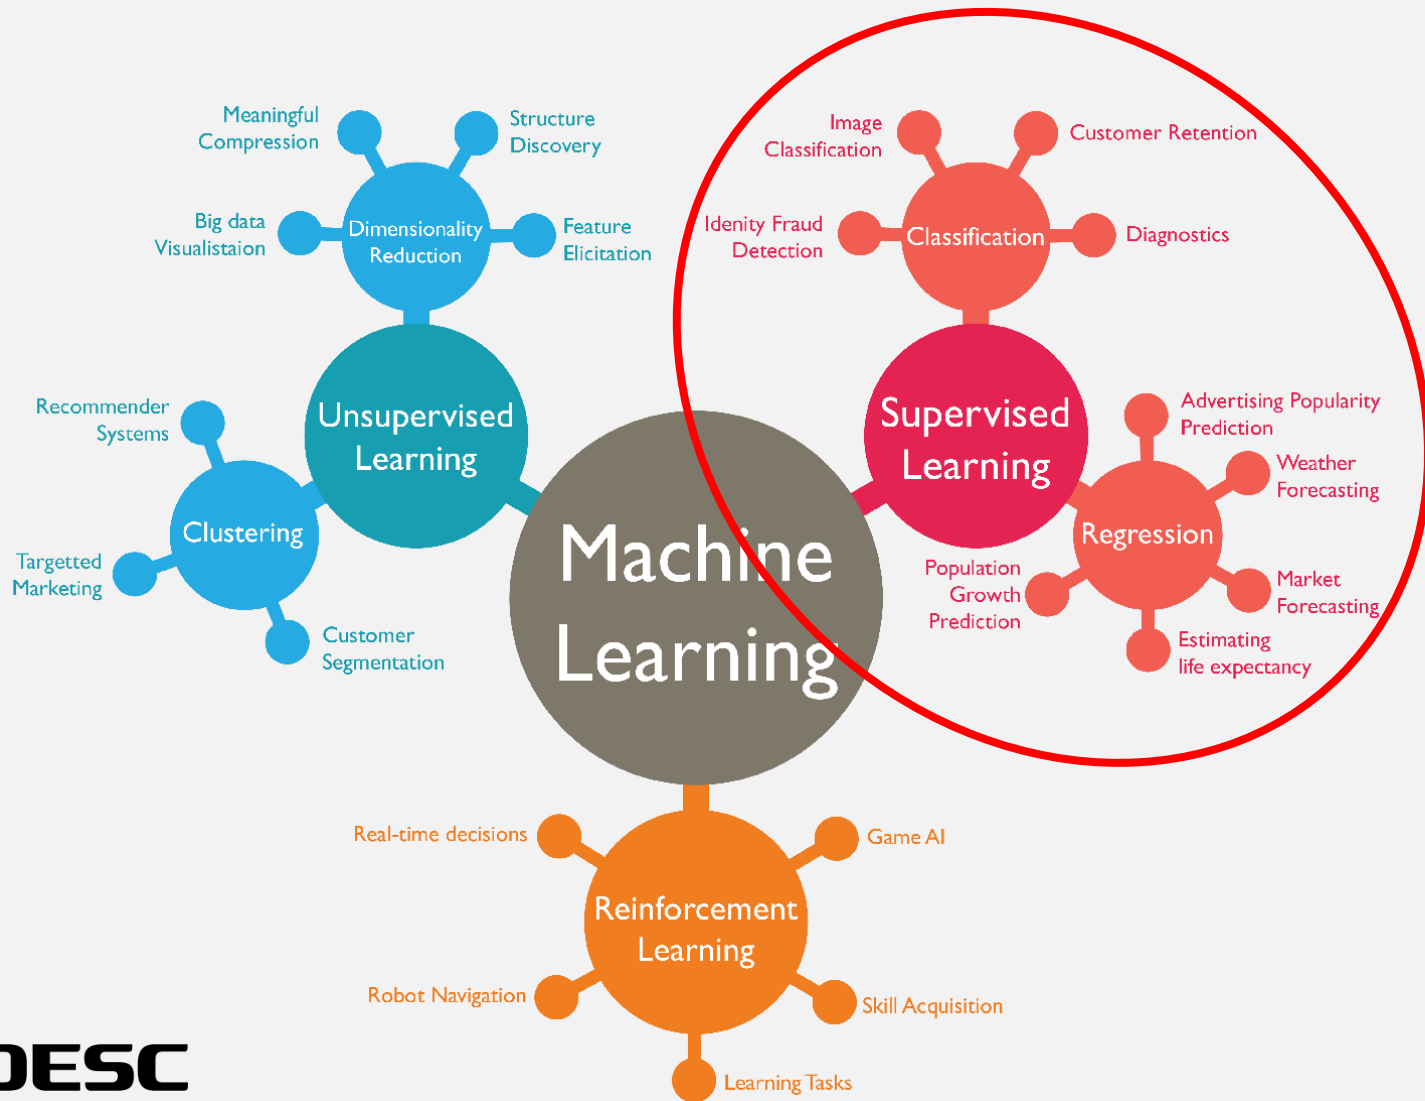 Meaningful
Compression
Structure
Discovery
Big data
Visualistaion
Dimensionality
Reduction
Feature
Elicitation
Image
Classification
Customer Retention
Idenity Fraud
Detection
Classification
Diagnostics
Recommender
Systems
Unsupervised
Learning
Clustering
Targetted
Marketing
Customer
Segmentation
Supervised
Learning
Advertising Popularity
Prediction
Weather
Forecasting
Regression
Population
Growth
Prediction
Market
Forecasting
Estimating
life expectancy
Machine
Learning
Real-time decisions
Game AI
Reinforcement
Learning
Robot Navigation
Skill Acquisition
Learning Tasks